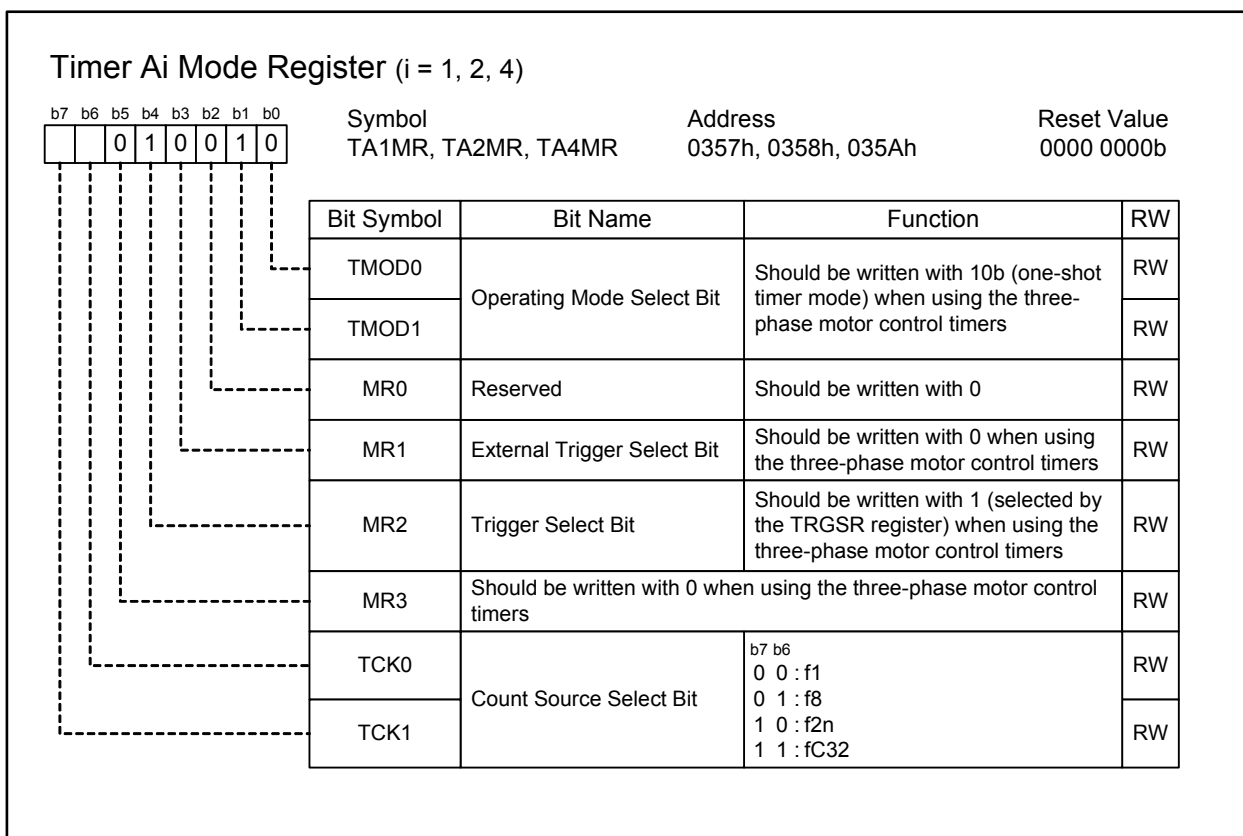 Timer Ai Mode Register (i = 1, 2, 4)
b7 b6 b5 b4 b3 b2 b1 b0
0 1 0 0 1 0
Symbol Address Reset Value
TA1MR, TA2MR, TA4MR 0357h, 0358h, 035Ah 0000 0000b
Bit Symbol Bit Name Function RW
TMOD0 RW
Operating Mode Select Bit
Should be written with 10b (one-shot
timer mode) when using the three-
phase motor control timers
TMOD1 RW
MR0 Reserved Should be written with 0 RW
MR1 External Trigger Select Bit
Should be written with 0 when using
the three-phase motor control timers
RW
MR2 Trigger Select Bit
Should be written with 1 (selected by
the TRGSR register) when using the
three-phase motor control timers
RW
MR3
Should be written with 0 when using the three-phase motor control
timers
RW
TCK0 RW
Count Source Select Bit
b7 b6
0 0 : f1
0 1 : f8
1 0 : f2n
1 1 : fC32
TCK1 RW